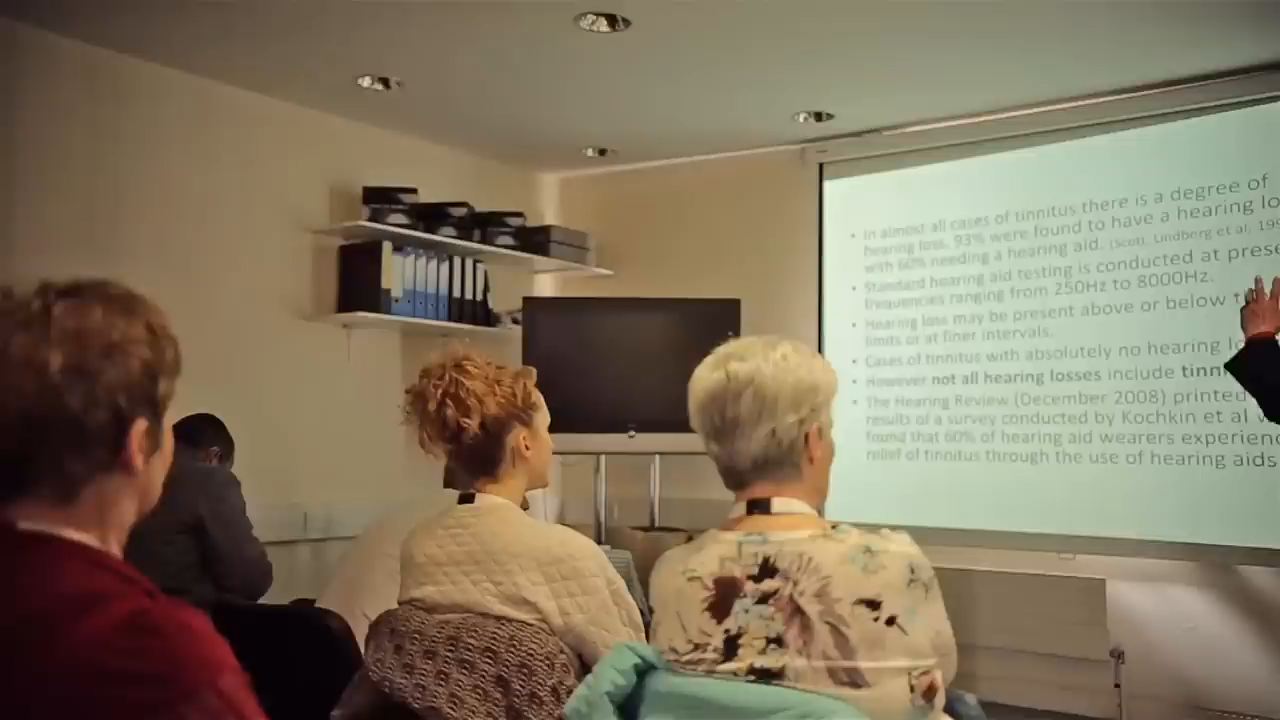 • In almost all cases of tinnitus there is a degree of
hearing loss. 93% were found to have a hearing lo
with 60% needing a hearing aid. (Scott, Lindberg et al, 199
• Standard hearing aid testing is conducted at prese
frequencies ranging from 250Hz to 8000Hz.
• Hearing loss may be present above or below t
limits or at finer intervals.
• Cases of tinnitus with absolutely no hearing lo
• However not all hearing losses include tinn
• The Hearing Review (December 2008) printed
results of a survey conducted by Kochkin et al
found that 60% of hearing aid wearers experienc
relief of tinnitus through the use of hearing aids